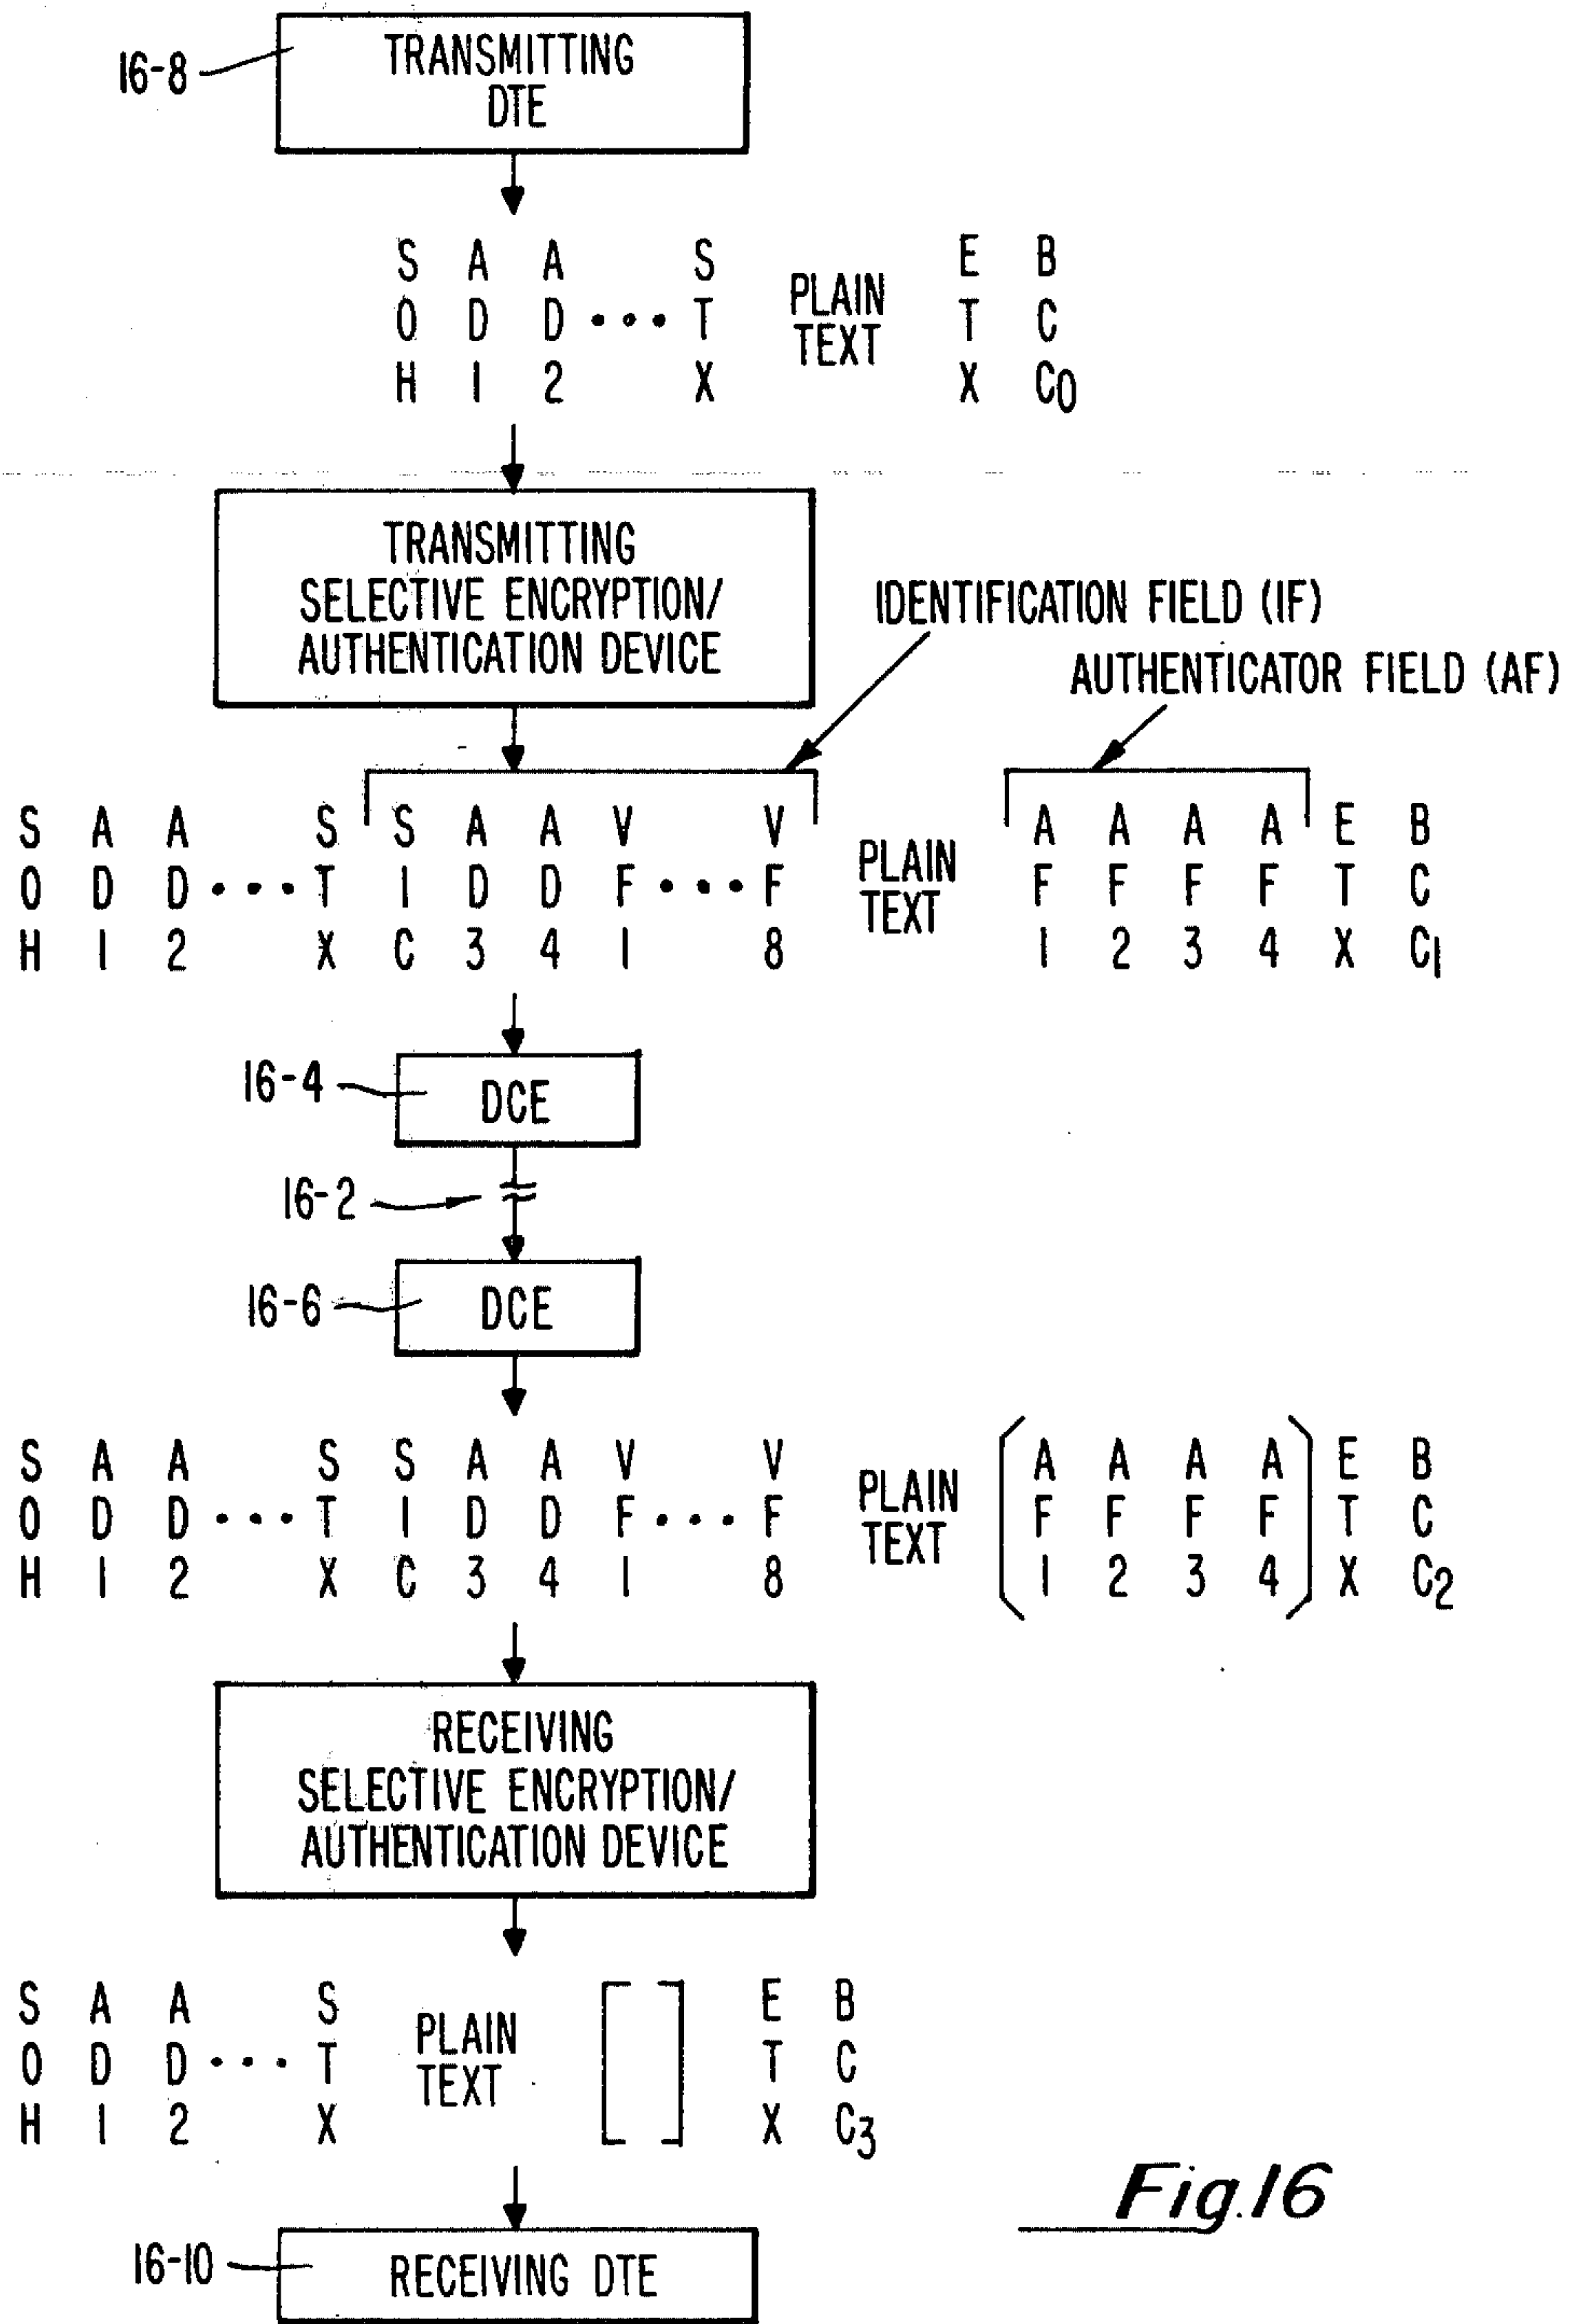 16-8
TRANSMITTING
DTE
S A A S E B
O D D ••• T PLAIN T C
TEXT
H 1 2 X X C0
TRANSMITTING
SELECTIVE ENCRYPTION/
AUTHENTICATION DEVICE
IDENTIFICATION FIELD (IF)
AUTHENTICATOR FIELD (AF)
S A A S S A A V V A A A A E B
O D D ••• T I D D F ••• F PLAIN F F F F T C
TEXT
H 1 2 X C 3 4 1 8 1 2 3 4 X C1
16-4 DCE
16-2
16-6 DCE
S A A S S A A V V A A A A E B
O D D ••• T I D D F ••• F PLAIN F F F F T C
TEXT
H 1 2 X C 3 4 1 8 1 2 3 4 X C2
RECEIVING
SELECTIVE ENCRYPTION/
AUTHENTICATION DEVICE
S A A S E B
O D D ••• T PLAIN [ ] T C
TEXT
H 1 2 X X C3
Fig.16
16-10 RECEIVING DTE